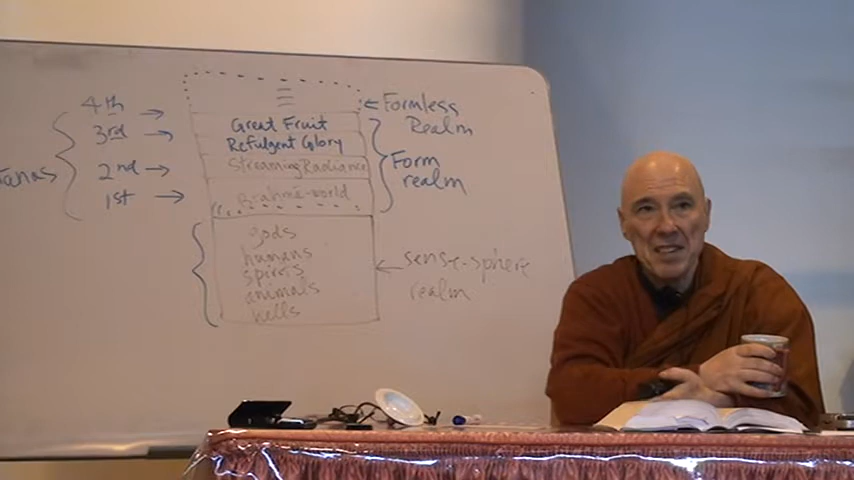 4th → Great Fruit ← Formless Realm
3rd → Refulgent Glory
2nd → Streaming Radiance Form realm
1st → Brahma-world
anas
gods
humans
spirits
animals
hells
← sense-sphere
realm